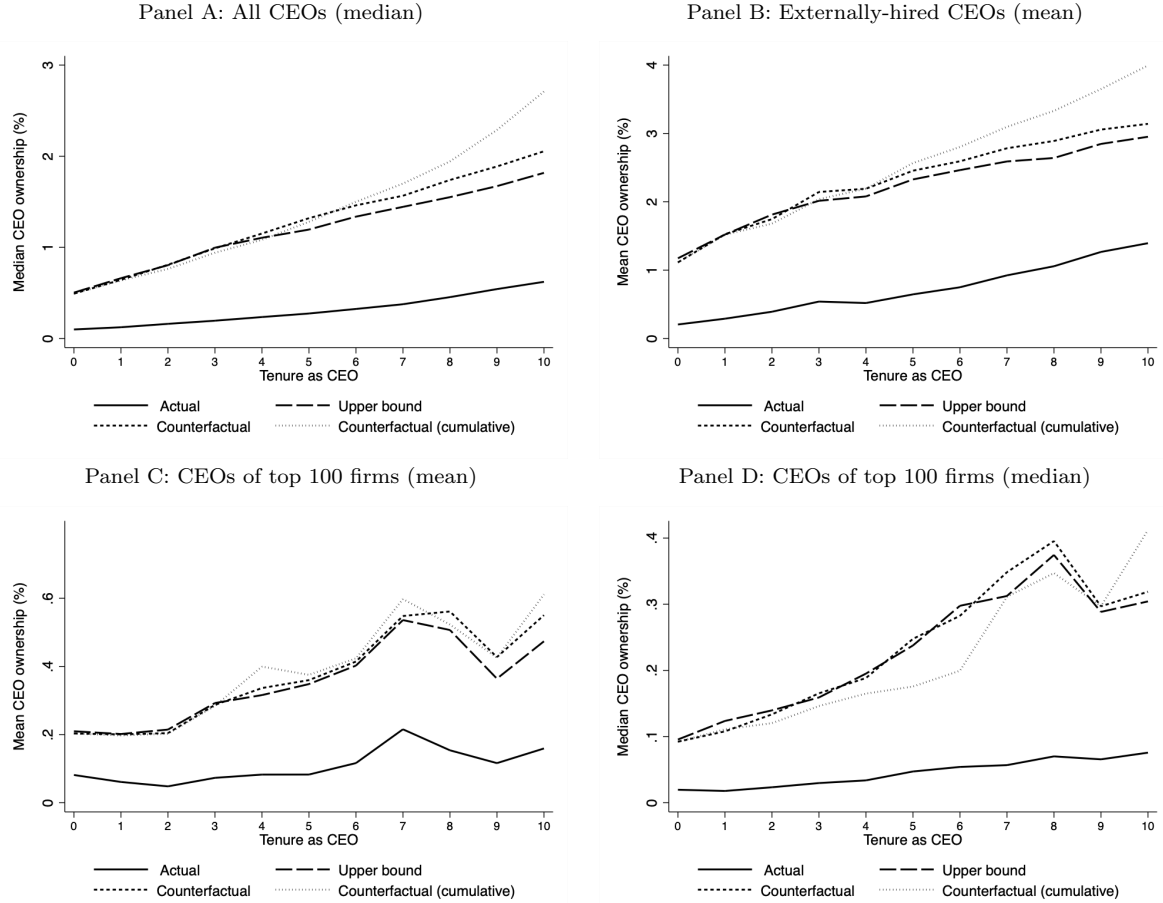 Panel A: All CEOs (median)
Median CEO ownership (%)
3
2
1
0
0 1 2 3 4 5 6 7 8 9 10
Tenure as CEO
Actual Upper bound
Counterfactual Counterfactual (cumulative)
Panel B: Externally-hired CEOs (mean)
Mean CEO ownership (%)
4
3
2
1
0
0 1 2 3 4 5 6 7 8 9 10
Tenure as CEO
Actual Upper bound
Counterfactual Counterfactual (cumulative)
Panel C: CEOs of top 100 firms (mean)
Mean CEO ownership (%)
.6
.4
.2
0
0 1 2 3 4 5 6 7 8 9 10
Tenure as CEO
Actual Upper bound
Counterfactual Counterfactual (cumulative)
Panel D: CEOs of top 100 firms (median)
Median CEO ownership (%)
.4
.3
.2
.1
0
0 1 2 3 4 5 6 7 8 9 10
Tenure as CEO
Actual Upper bound
Counterfactual Counterfactual (cumulative)